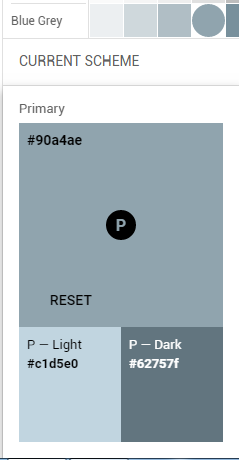 Blue Grey
CURRENT SCHEME
Primary
#90a4ae
P
RESET
P — Light
#c1d5e0
P — Dark
#62757f